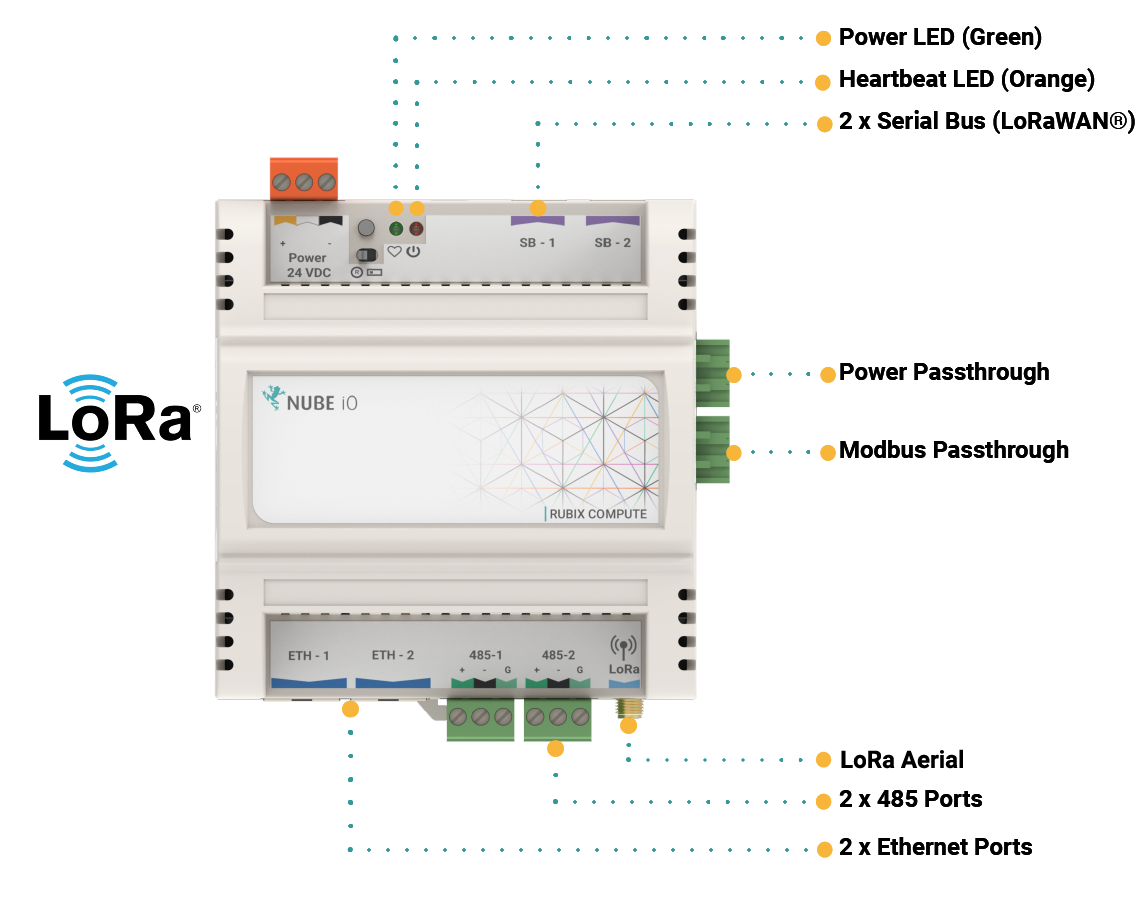 Power LED (Green)
Heartbeat LED (Orange)
2 x Serial Bus (LoRaWAN®)
+ -
Power
24 VDC
SB - 1
SB - 2
R
LoRa®
NUBE iO
RUBIX COMPUTE
Power Passthrough
Modbus Passthrough
ETH - 1
ETH - 2
485-1
+ - G
485-2
+ - G
LoRa
LoRa Aerial
2 x 485 Ports
2 x Ethernet Ports